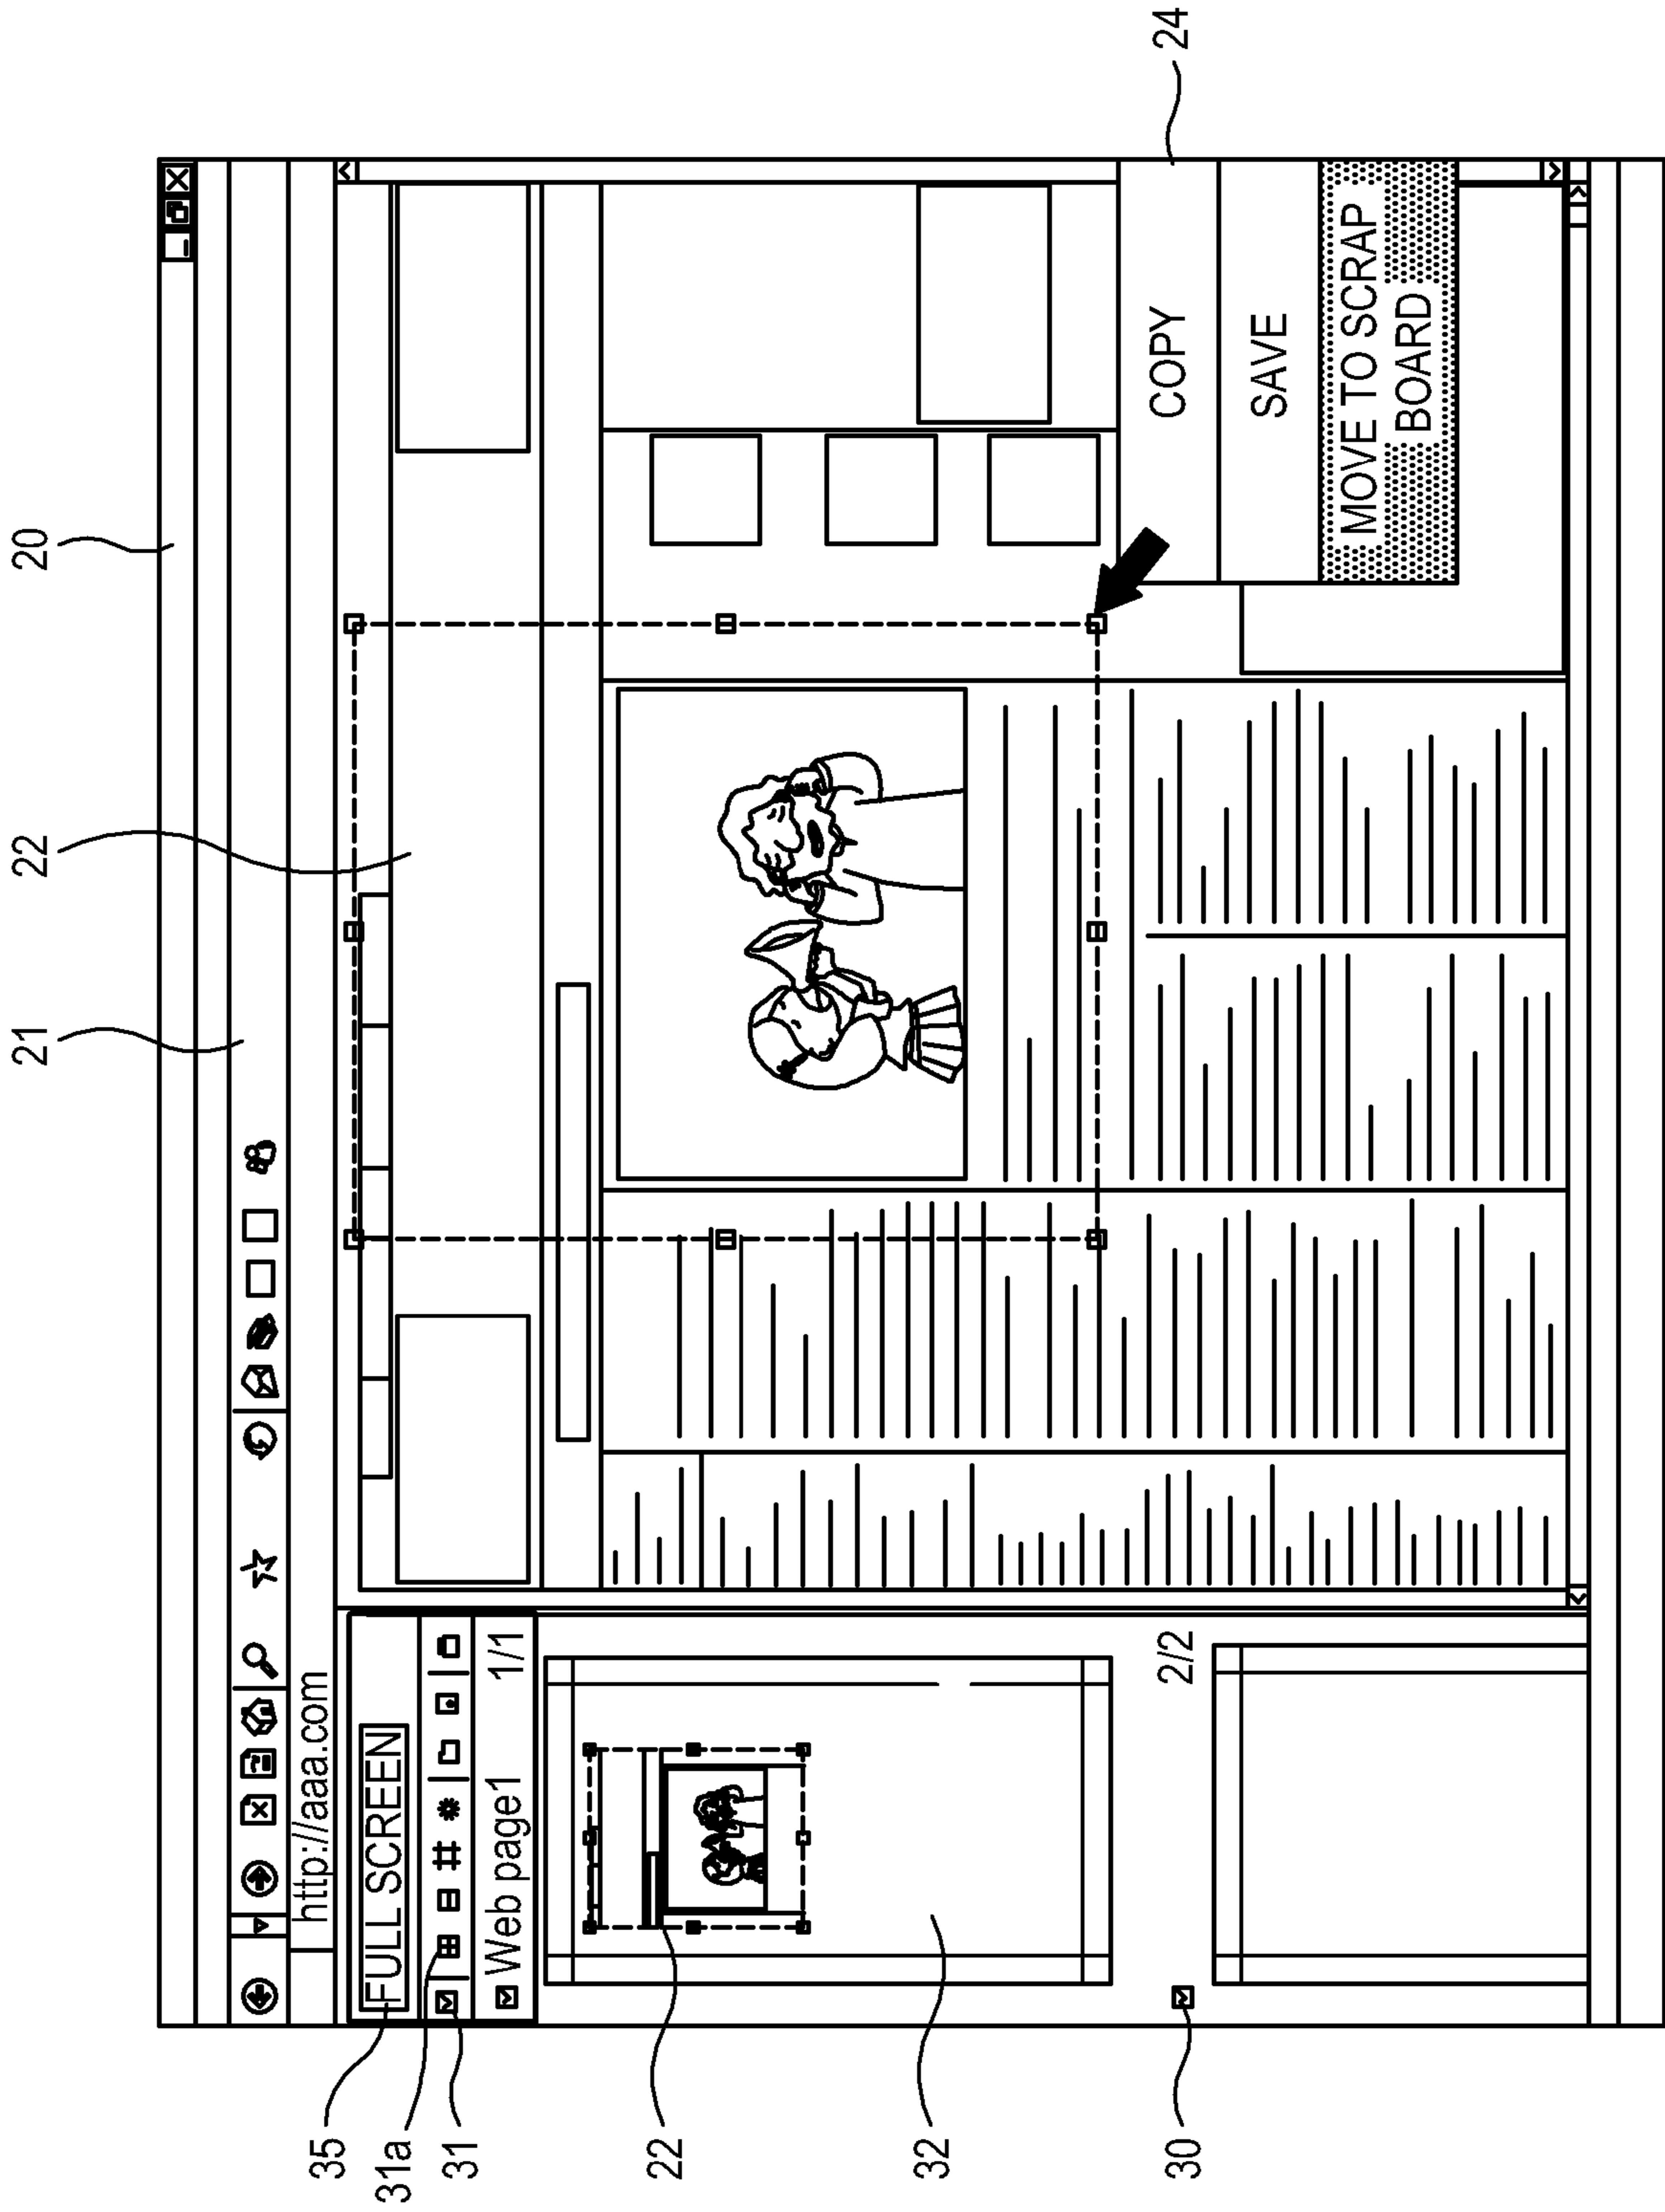 20
21
22
24
http://aaa.com
35
FULL SCREEN
31a
31
Web page1 1/1
22
32
30
2/2
COPY
SAVE
MOVE TO SCRAP
BOARD